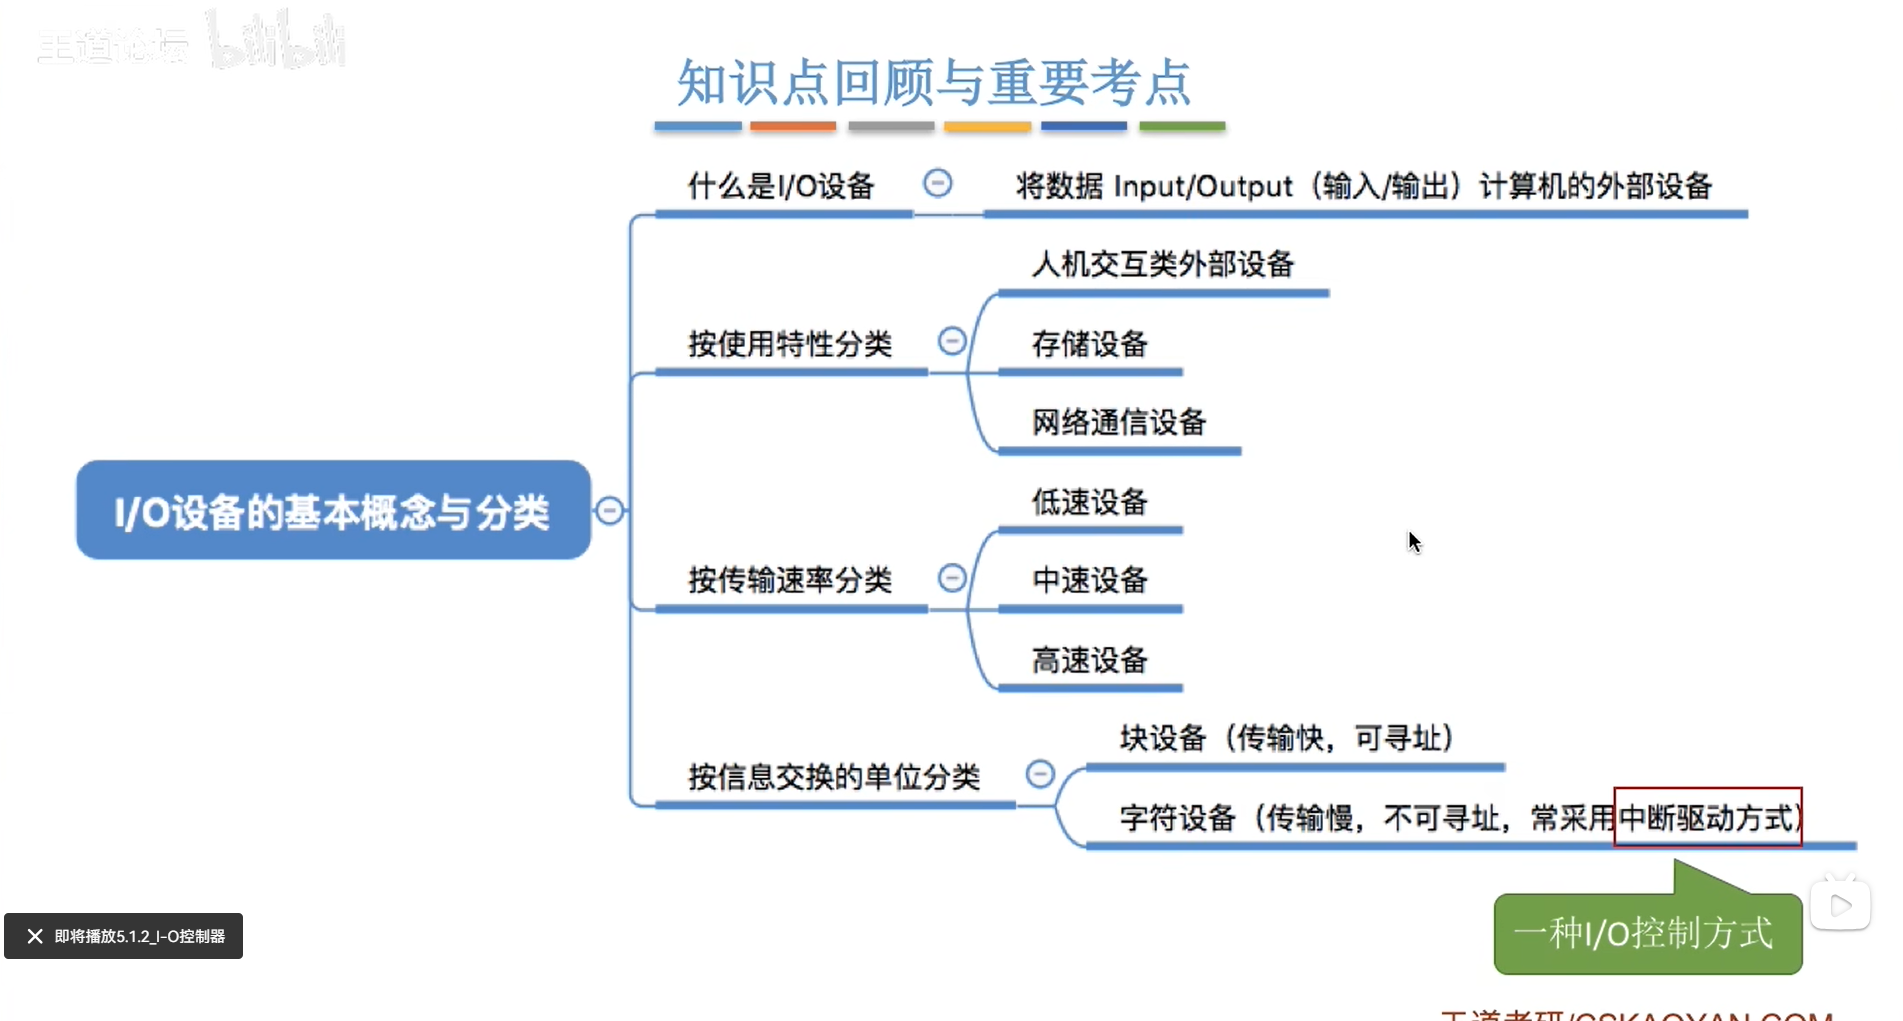 王道论坛 bilibili
知识点回顾与重要考点
什么是I/O设备
将数据 Input/Output（输入/输出）计算机的外部设备
人机交互类外部设备
按使用特性分类
存储设备
网络通信设备
I/O设备的基本概念与分类
低速设备
按传输速率分类
中速设备
高速设备
块设备（传输快，可寻址）
按信息交换的单位分类
字符设备（传输慢，不可寻址，常采用中断驱动方式）
一种I/O控制方式
即将播放5.1.2_I-O控制器
王道考研/CSKAOYAN.COM